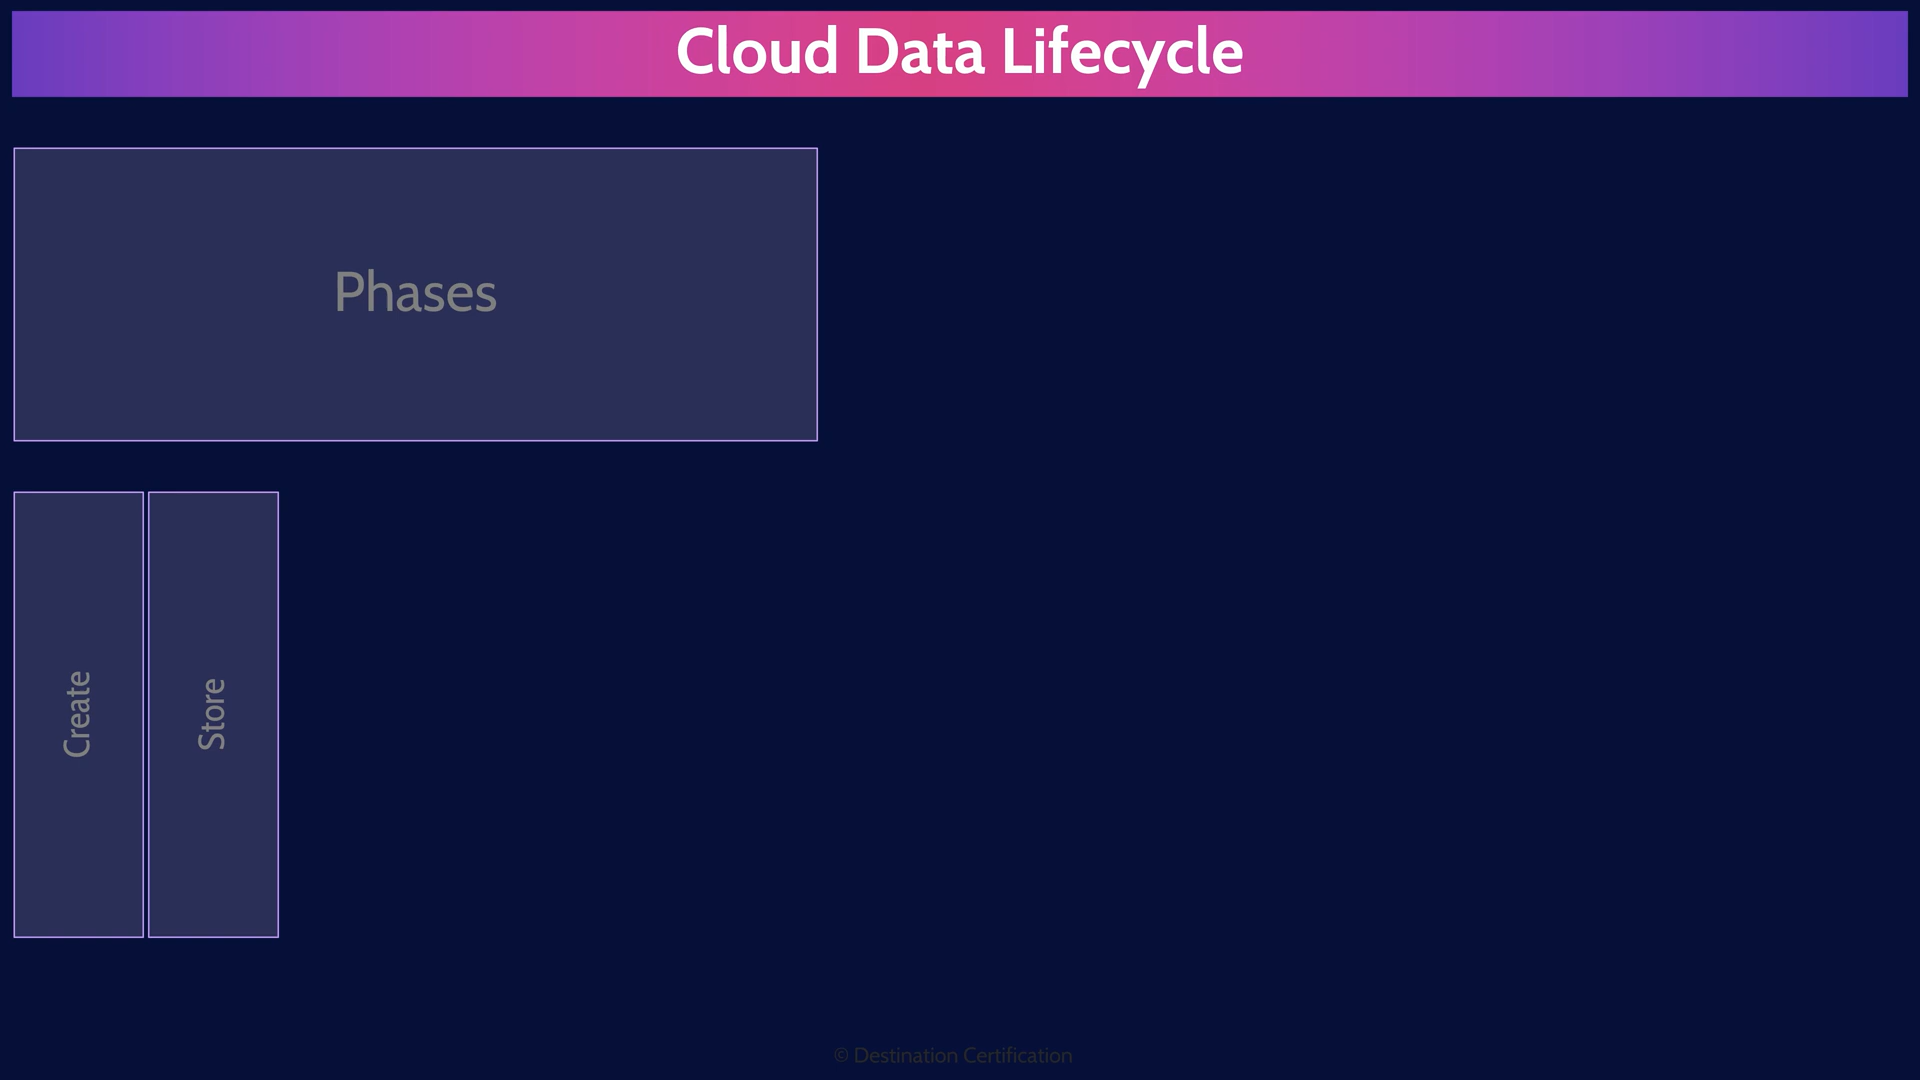 Cloud Data Lifecycle
Phases
Create
Store
© Destination Certification